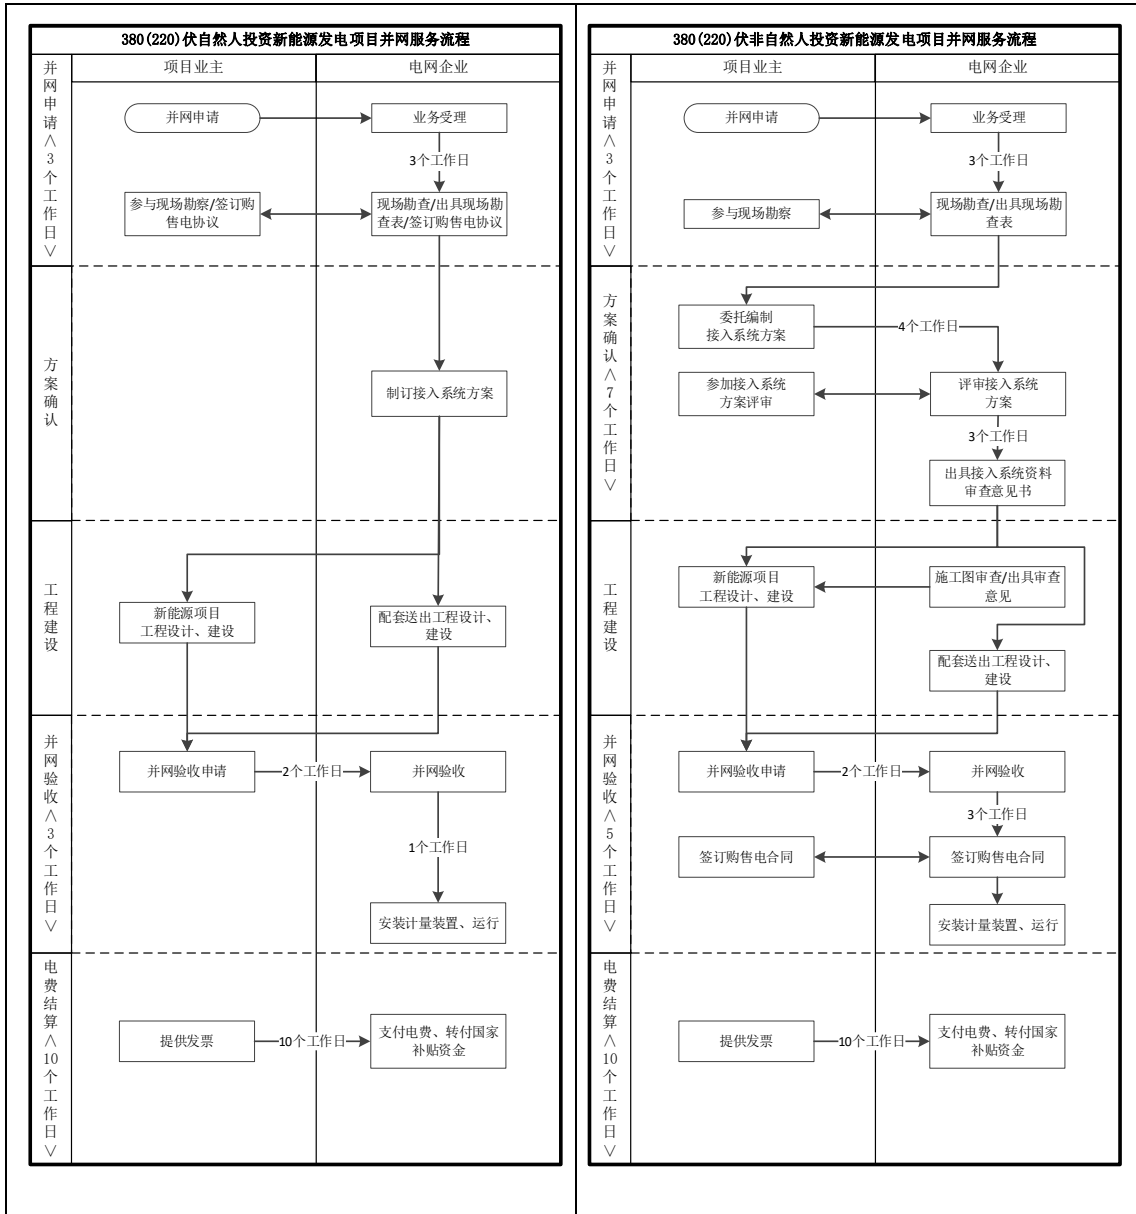 380(220)伏自然人投资新能源发电项目并网服务流程
项目业主
电网企业
并网申请︿3个工作日﹀
并网申请
业务受理
3个工作日
参与现场勘察/签订购
售电协议
现场勘查/出具现场勘
查表/签订购售电协议
方案确认
制订接入系统方案
工程建设
新能源项目
工程设计、建设
配套送出工程设计、
建设
并网验收︿3个工作日﹀
并网验收申请
2个工作日
并网验收
1个工作日
安装计量装置、运行
电费结算︿10个工作日﹀
提供发票
10个工作日
支付电费、转付国家
补贴资金
380(220)伏非自然人投资新能源发电项目并网服务流程
项目业主
电网企业
并网申请︿3个工作日﹀
并网申请
业务受理
3个工作日
参与现场勘察
现场勘查/出具现场勘
查表
方案确认︿7个工作日﹀
委托编制
接入系统方案
4个工作日
参加接入系统
方案评审
评审接入系统
方案
3个工作日
出具接入系统资料
审查意见书
工程建设
新能源项目
工程设计、建设
施工图审查/出具审查
意见
配套送出工程设计、
建设
并网验收︿5个工作日﹀
并网验收申请
2个工作日
并网验收
3个工作日
签订购售电合同
签订购售电合同
安装计量装置、运行
电费结算︿10个工作日﹀
提供发票
10个工作日
支付电费、转付国家
补贴资金